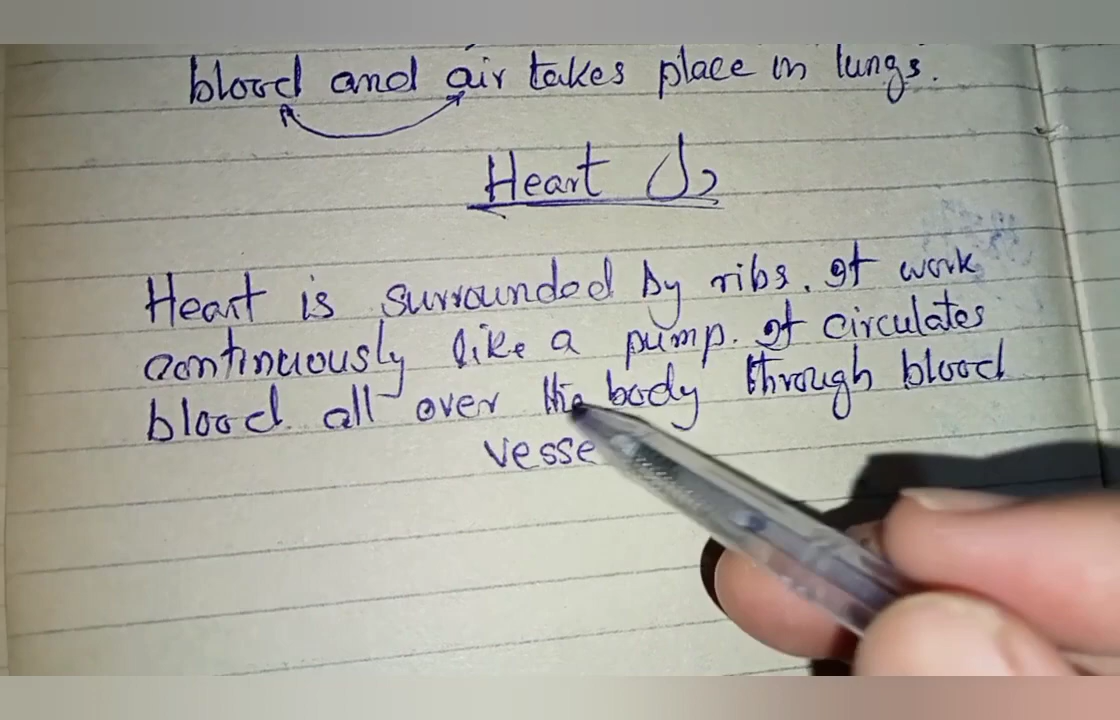 blood and air takes place in lungs.
Heart دل
Heart is surrounded by ribs. It work
continuously like a pump. It circulates
blood all over the body through blood
vesse